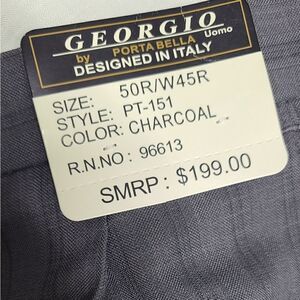 GEORGIO Uomo
by PORTA BELLA
DESIGNED IN ITALY
SIZE: 50R/W45R
STYLE: PT-151
COLOR: CHARCOAL
R.N.NO: 96613
SMRP : $199.00